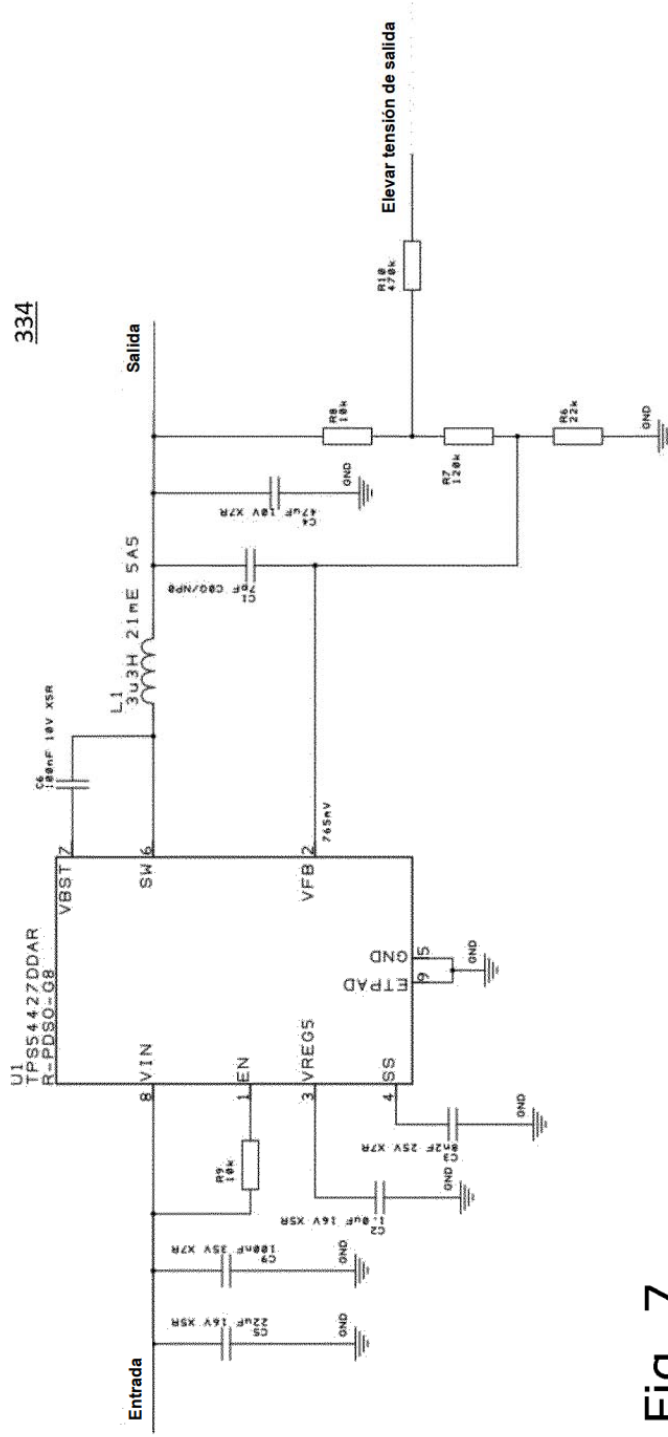 334
Entrada
Salida
Elevar tensión de salida
U1
TPS54427DDAR
R-PDSO-G8
8
VIN
1
EN
3
VREG5
4
SS
VBST
7
SW
6
VFB
2
765mV
ETPAD
9
GND
5
GND
C5
22uF 16V X5R
GND
C9
100nF 35V X7R
GND
R9
10k
C2
1.0uF 16V X5R
GND
C3
25V X7R
GND
C6
100nF 10V X5R
L1
3u3H 21mE 5A5
C1
C0G/NP0
C4
47uF 10V X7R
GND
R8
10k
R7
120k
R6
22k
GND
R10
470k
Fig. 7